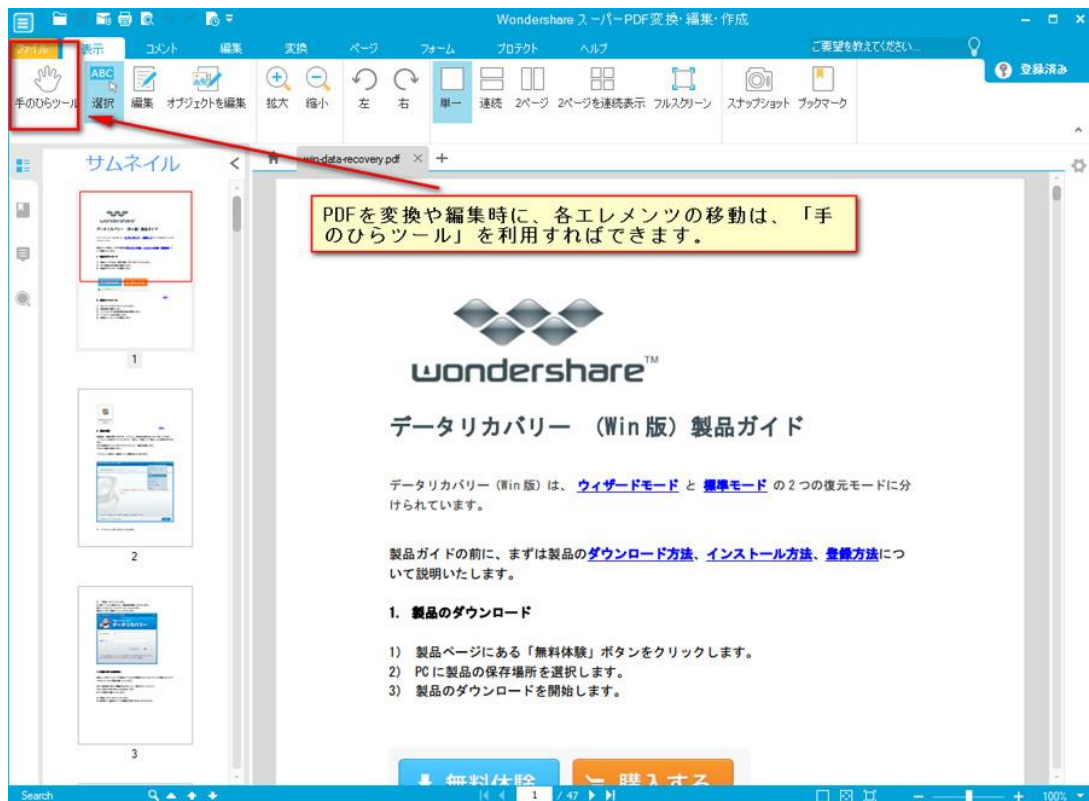 Wondershare スーパーPDF変換・編集・作成
ファイル 表示 コメント 編集 変換 ページ フォーム プロテクト ヘルプ ご要望を教えてください... 登録済み
手のひらツール ABC 選択 編集 オブジェクトを編集 拡大 縮小 左 右 単一 連続 2ページ 2ページを連続表示 フルスクリーン スナップショット ブックマーク
サムネイル
win-data-recovery.pdf
PDFを変換や編集時に、各エレメンツの移動は、「手
のひらツール」を利用すればできます。
wondershare™
データリカバリー (Win版)製品ガイド
データリカバリー(Win版)は、 ウィザードモード と 標準モード の2つの復元モードに分
けられています。
製品ガイドの前に、まずは製品のダウンロード方法、インストール方法、登録方法につ
いて説明いたします。
1. 製品のダウンロード
1) 製品ページにある「無料体験」ボタンをクリックします。
2) PCに製品の保存場所を選択します。
3) 製品のダウンロードを開始します。
無料体験 購入する
1
2
3
Search 1 / 47 100%